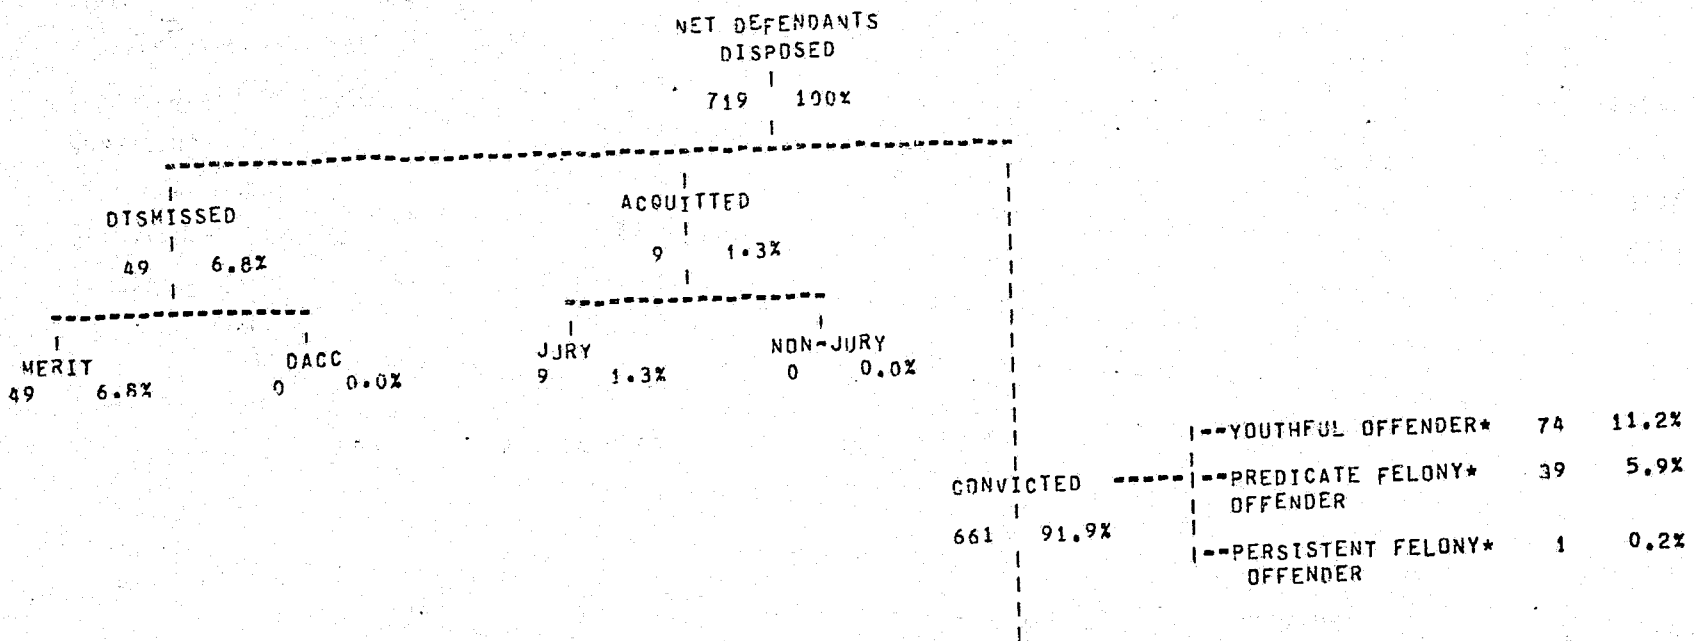 NET DEFENDANTS
DISPOSED
719 100%
DISMISSED
49 6.8%
MERIT
49 6.8%
DACC
0 0.0%
ACQUITTED
9 1.3%
JURY
9 1.3%
NON-JURY
0 0.0%
CONVICTED
661 91.9%
YOUTHFUL OFFENDER* 74 11.2%
PREDICATE FELONY* 39 5.9%
OFFENDER
PERSISTENT FELONY* 1 0.2%
OFFENDER